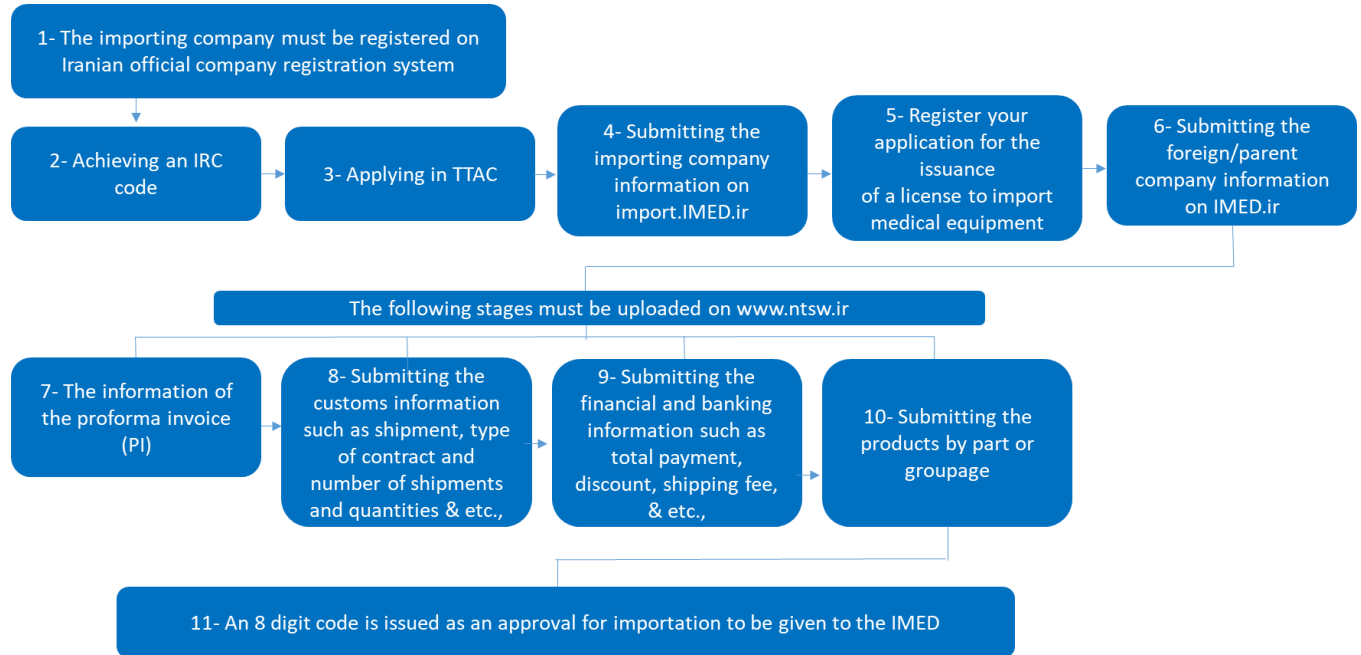 1- The importing company must be registered on
Iranian official company registration system
2- Achieving an IRC
code
3- Applying in TTAC
4- Submitting the
importing company
information on
import.IMED.ir
5- Register your
application for the
issuance
of a license to import
medical equipment
6- Submitting the
foreign/parent
company information
on IMED.ir
The following stages must be uploaded on www.ntsw.ir
7- The information of
the proforma invoice
(PI)
8- Submitting the
customs information
such as shipment, type
of contract and
number of shipments
and quantities & etc.,
9- Submitting the
financial and banking
information such as
total payment,
discount, shipping fee,
& etc.,
10- Submitting the
products by part or
groupage
11- An 8 digit code is issued as an approval for importation to be given to the IMED